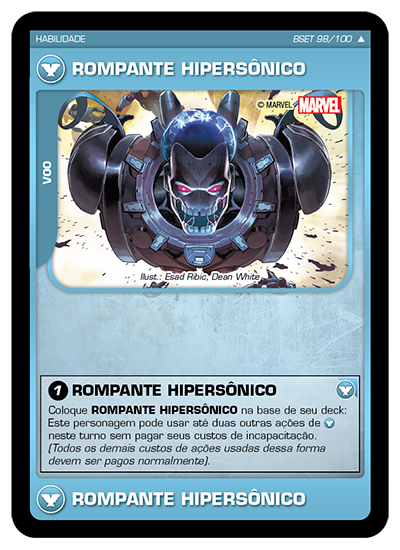 HABILIDADE BSET 98/100 ▲
ROMPANTE HIPERSÔNICO
© MARVEL MARVEL
VOO
Ilust.: Esad Ribic, Dean White
1 ROMPANTE HIPERSÔNICO
Coloque ROMPANTE HIPERSÔNICO na base de seu deck:
Este personagem pode usar até duas outras ações de
neste turno sem pagar seus custos de incapacitação.
(Todos os demais custos de ações usadas dessa forma
devem ser pagos normalmente).
ROMPANTE HIPERSÔNICO